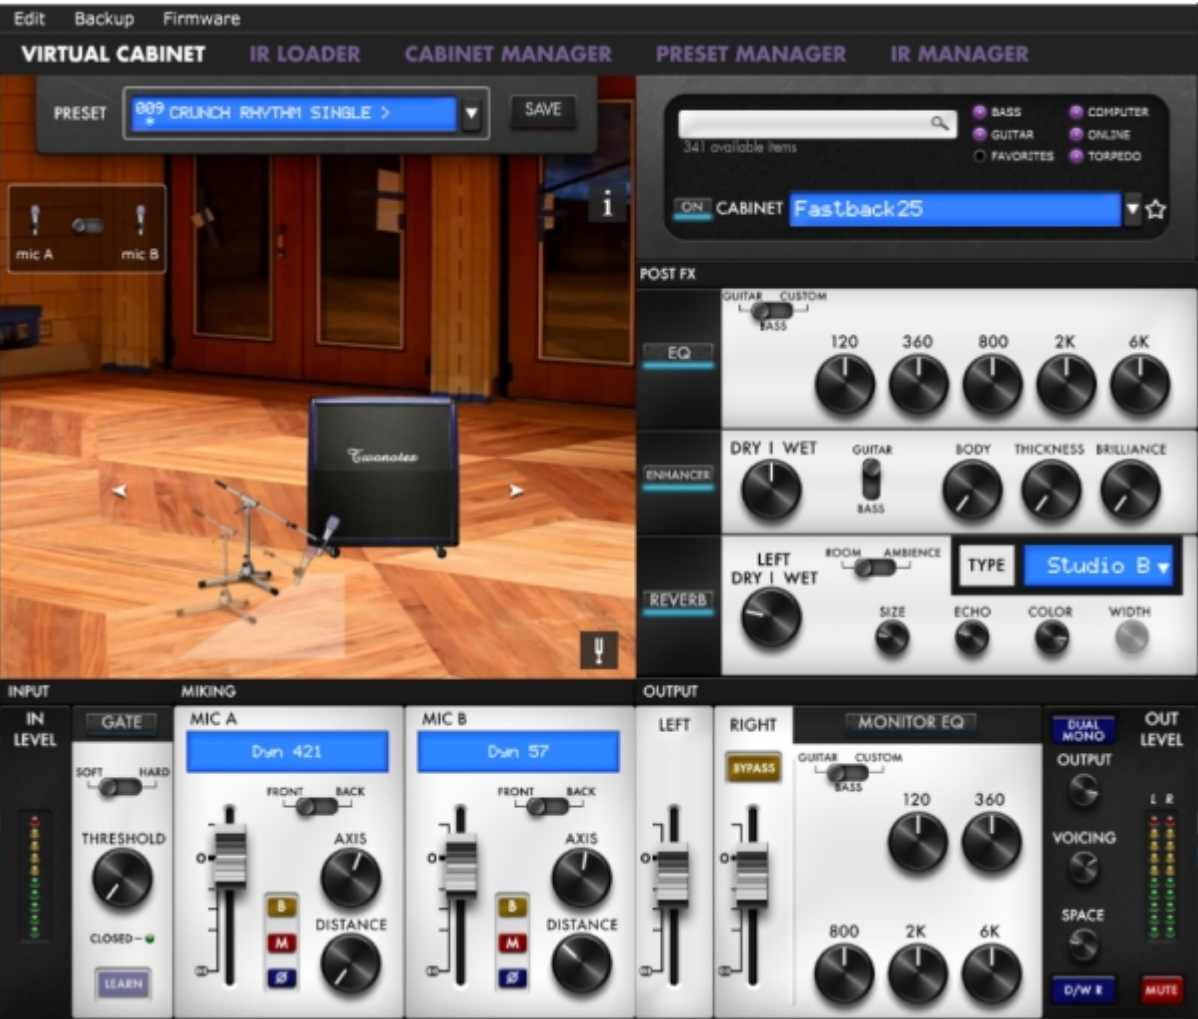 Edit Backup Firmware
VIRTUAL CABINET IR LOADER CABINET MANAGER PRESET MANAGER IR MANAGER
PRESET 009 * CRUNCH RHYTHM SINGLE > SAVE
mic A mic B
i
Twonotes
341 available items
BASS COMPUTER
GUITAR ONLINE
FAVORITES TORPEDO
ON CABINET Fastback25
POST FX
GUITAR CUSTOM
BASS
EQ
120 360 800 2K 6K
ENHANCER
DRY | WET
GUITAR
BASS
BODY THICKNESS BRILLIANCE
REVERB
LEFT
DRY | WET
ROOM AMBIENCE
TYPE Studio B
SIZE ECHO COLOR WIDTH
INPUT
IN
LEVEL
GATE
SOFT HARD
THRESHOLD
CLOSED
LEARN
MIKING
MIC A
Dyn 421
FRONT BACK
0
AXIS
B
M
Ø
DISTANCE
∞
MIC B
Dyn 57
FRONT BACK
0
AXIS
B
M
Ø
DISTANCE
∞
OUTPUT
LEFT
0
∞
RIGHT
BYPASS
0
∞
MONITOR EQ
GUITAR CUSTOM
BASS
120 360
800 2K 6K
DUAL
MONO
OUTPUT
VOICING
SPACE
D/W R
OUT
LEVEL
L R
MUTE